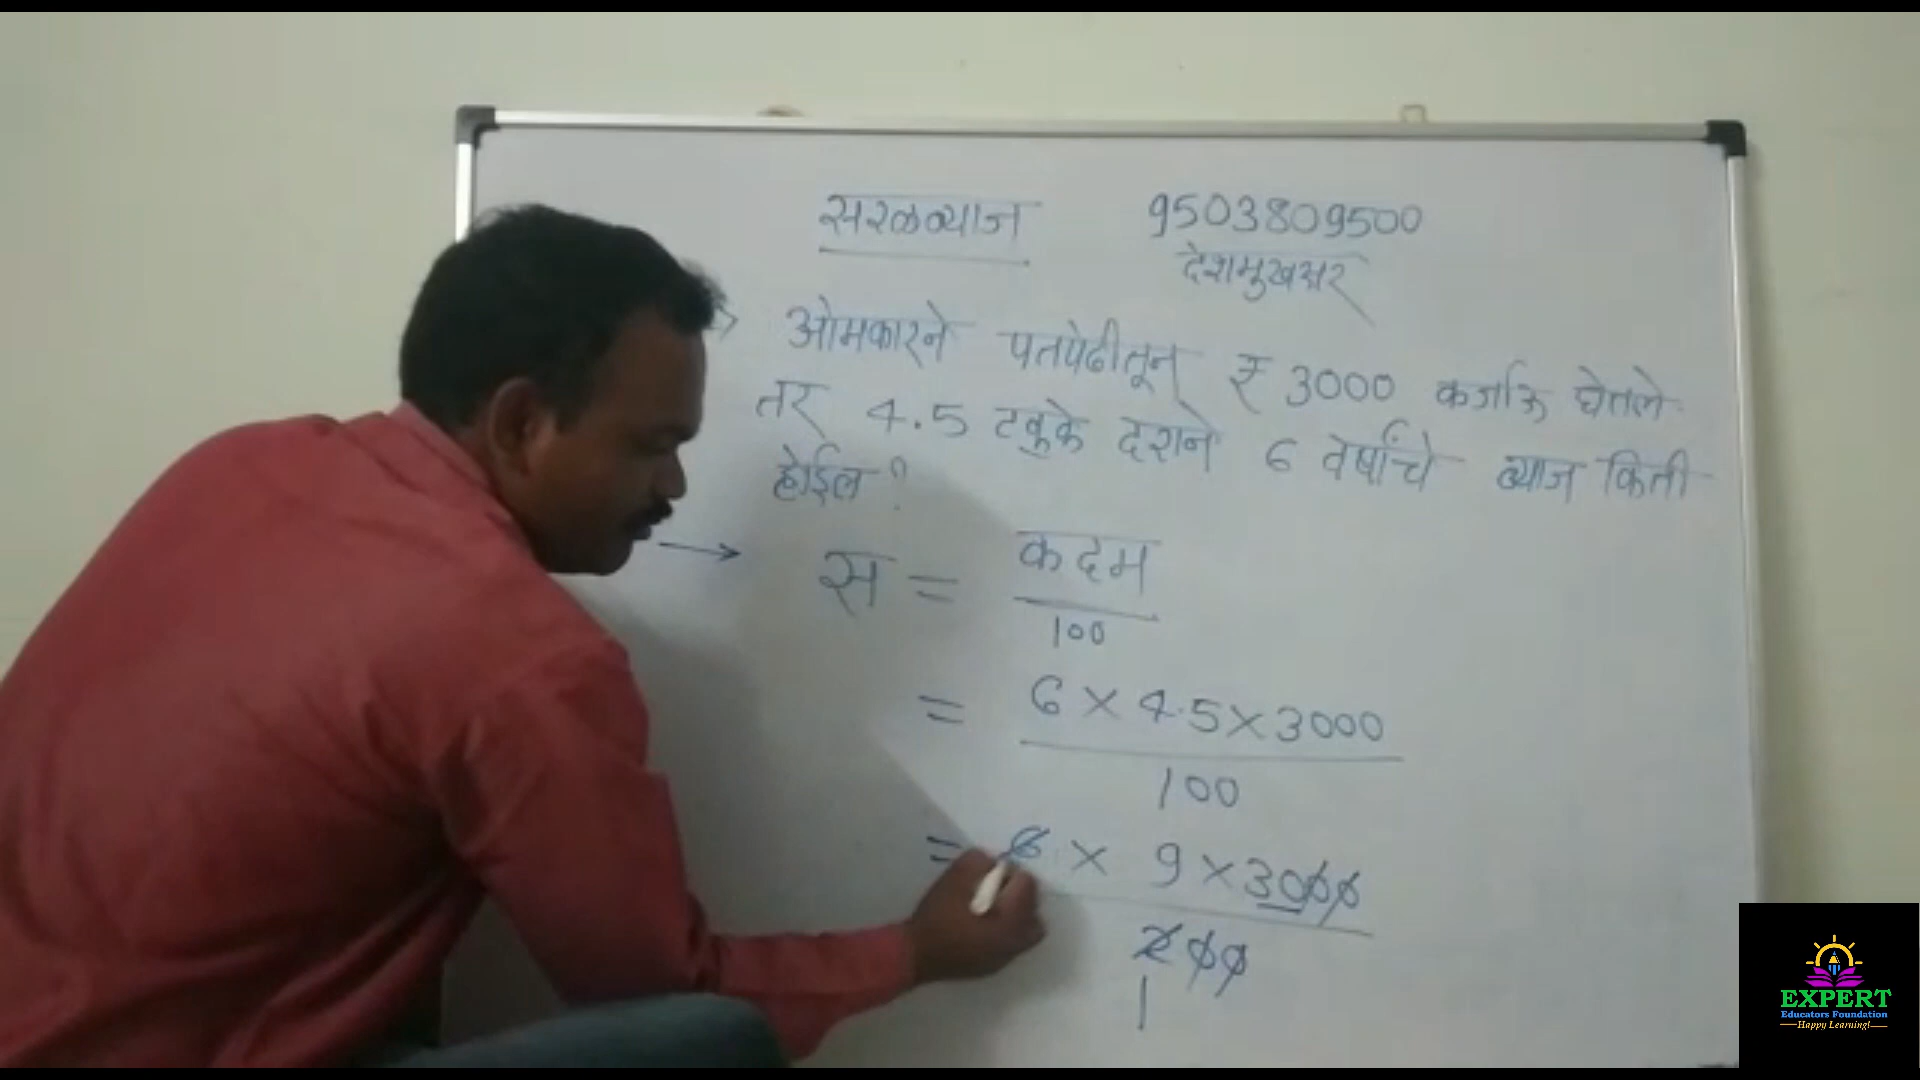 सरळव्याज 9503809500
देशमुखसर
ओमकारने पतपेढीतून ₹ 3000 कर्जाऊ घेतले
तर 4.5 टक्के दराने 6 वर्षांचे व्याज किती
होईल ?
→ स = कदम
100
= 6 × 4.5 × 3000
100
= 6 × 9 × 3000
200
1
EXPERT
Educators Foundation
Happy Learning!